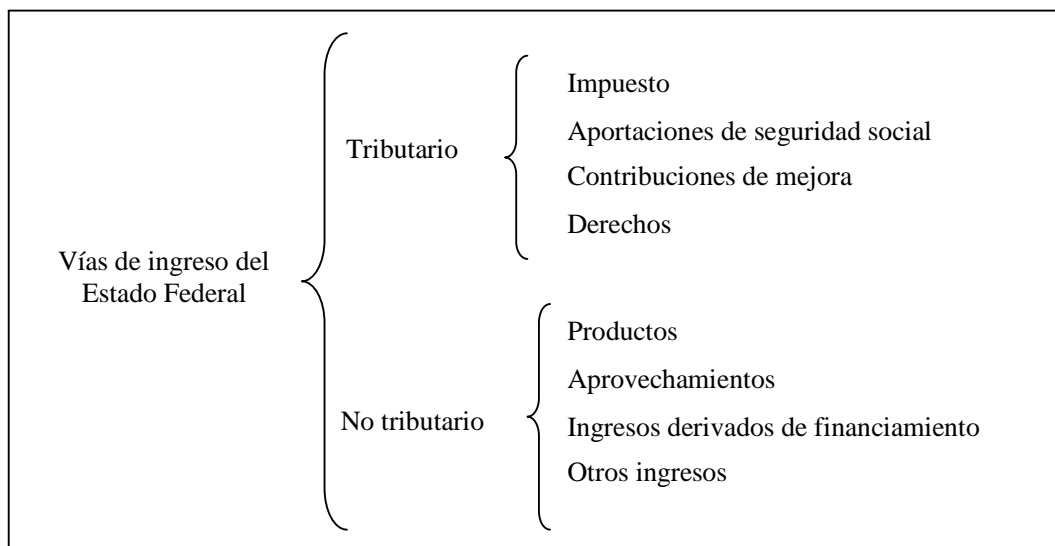 Vías de ingreso del
Estado Federal
Tributario
Impuesto
Aportaciones de seguridad social
Contribuciones de mejora
Derechos
No tributario
Productos
Aprovechamientos
Ingresos derivados de financiamiento
Otros ingresos